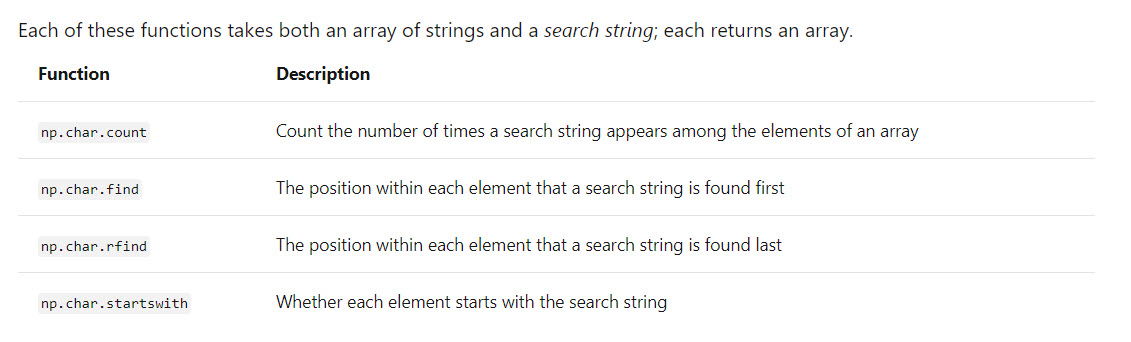 Each of these functions takes both an array of strings and a search string; each returns an array.
Function Description
np.char.count Count the number of times a search string appears among the elements of an array
np.char.find The position within each element that a search string is found first
np.char.rfind The position within each element that a search string is found last
np.char.startswith Whether each element starts with the search string